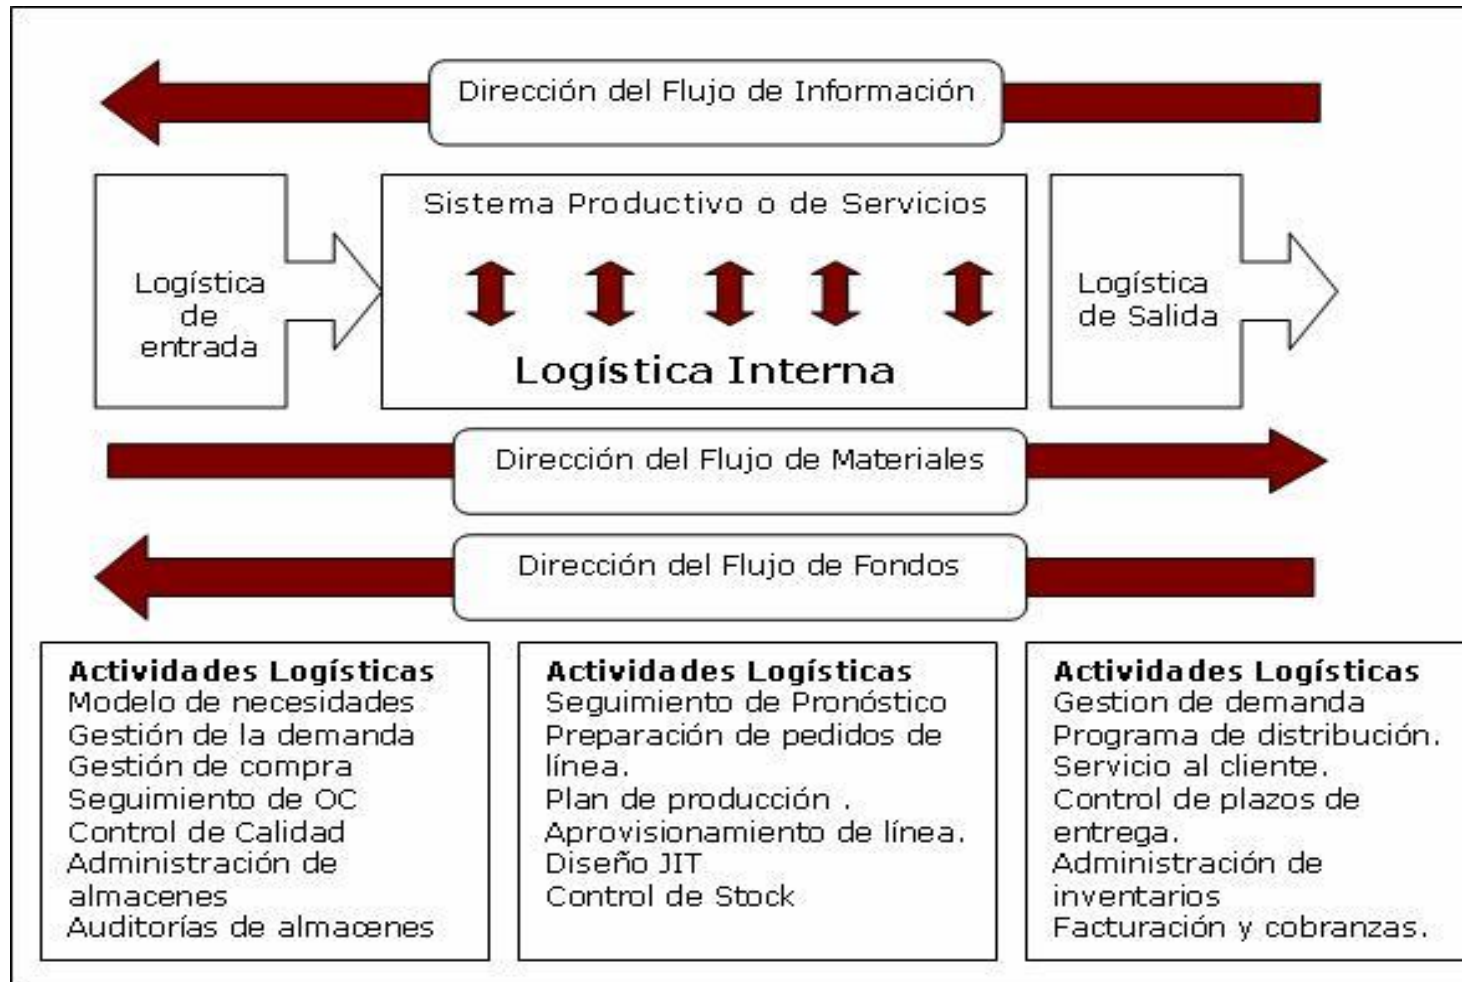 Dirección del Flujo de Información
Logística
de
entrada
Sistema Productivo o de Servicios
Logística Interna
Logística
de Salida
Dirección del Flujo de Materiales
Dirección del Flujo de Fondos
Actividades Logísticas
Modelo de necesidades
Gestión de la demanda
Gestión de compra
Seguimiento de OC
Control de Calidad
Administración de
almacenes
Auditorías de almacenes
Actividades Logísticas
Seguimiento de Pronóstico
Preparación de pedidos de
línea.
Plan de producción .
Aprovisionamiento de línea.
Diseño JIT
Control de Stock
Actividades Logísticas
Gestion de demanda
Programa de distribución.
Servicio al cliente.
Control de plazos de
entrega.
Administración de
inventarios
Facturación y cobranzas.